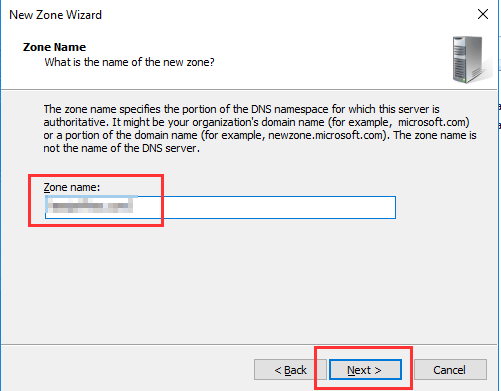 New Zone Wizard
Zone Name
What is the name of the new zone?
The zone name specifies the portion of the DNS namespace for which this server is
authoritative. It might be your organization's domain name (for example, microsoft.com)
or a portion of the domain name (for example, newzone.microsoft.com). The zone name is
not the name of the DNS server.
Zone name:
< Back Next > Cancel